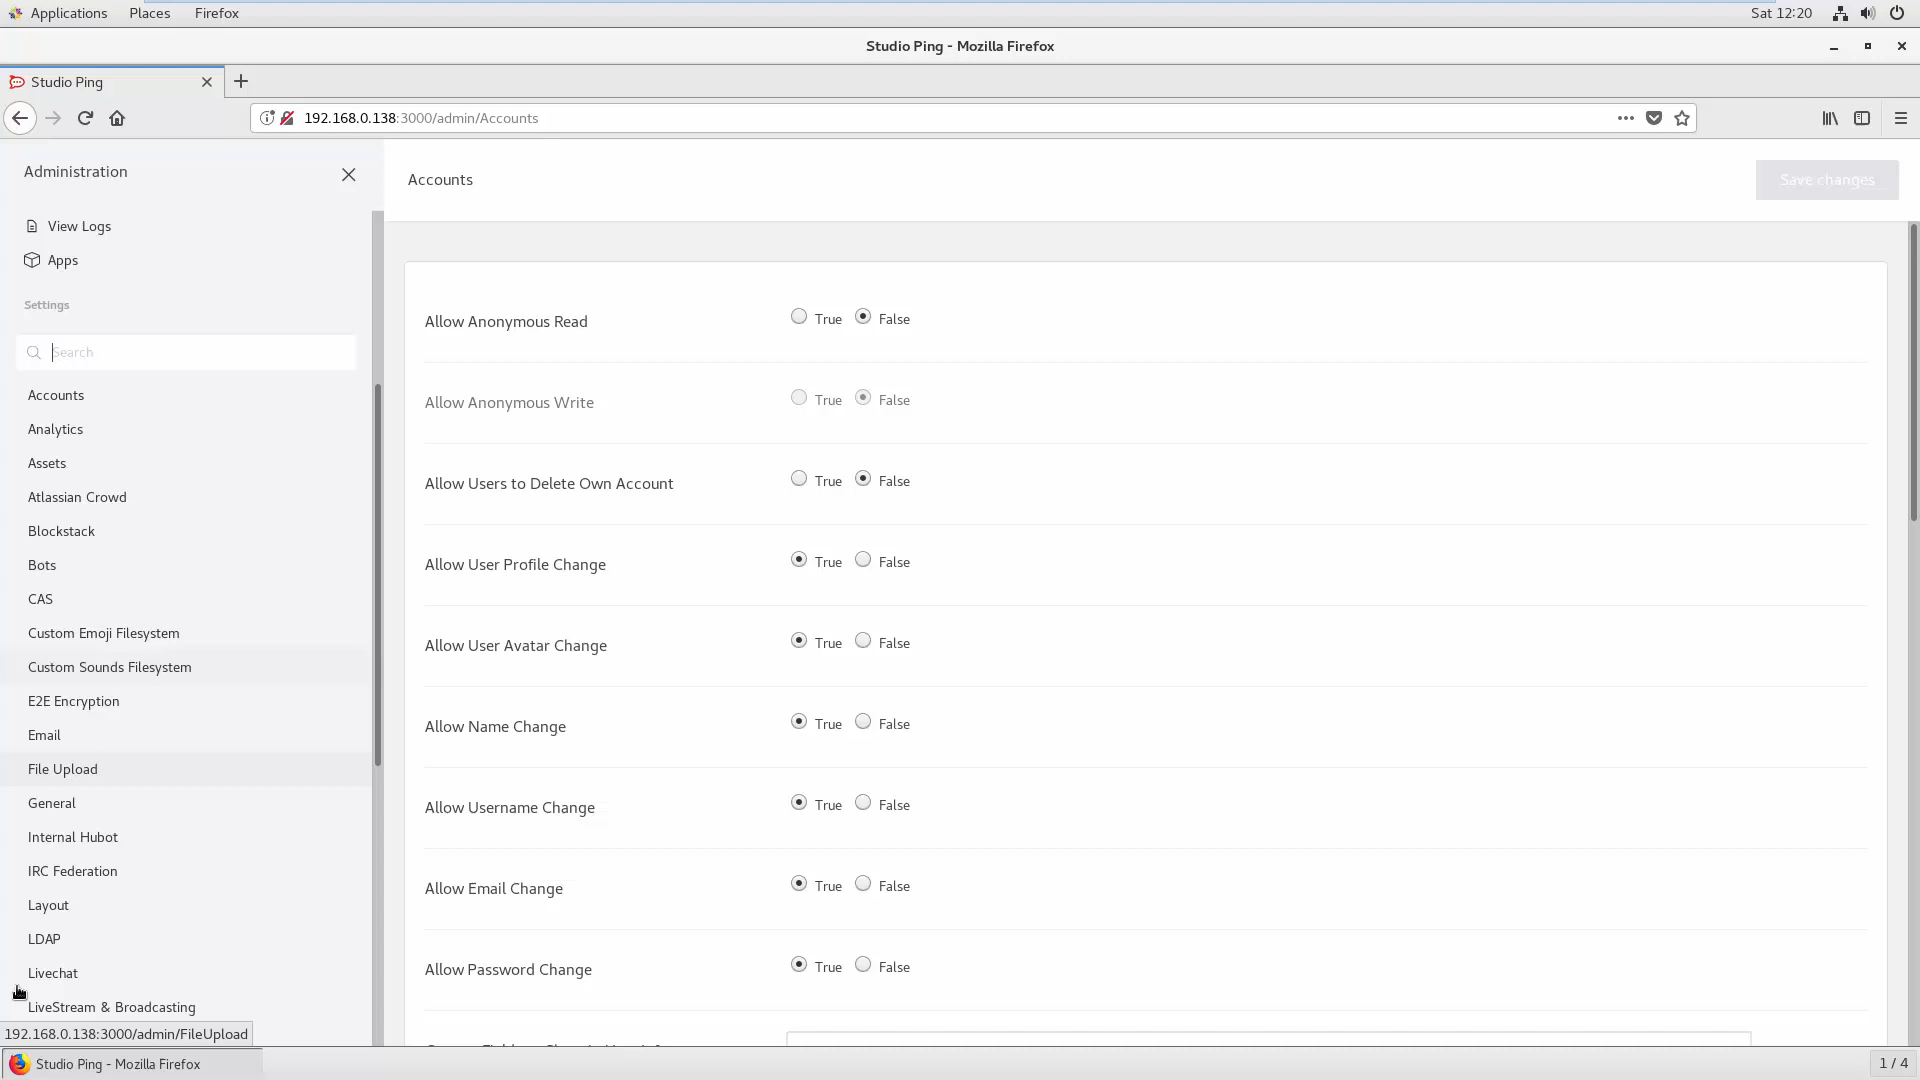 Applications Places Firefox Sat 12:20
Studio Ping - Mozilla Firefox
Studio Ping
192.168.0.138:3000/admin/Accounts
Administration
View Logs
Apps
Settings
Search
Accounts
Analytics
Assets
Atlassian Crowd
Blockstack
Bots
CAS
Custom Emoji Filesystem
Custom Sounds Filesystem
E2E Encryption
Email
File Upload
General
Internal Hubot
IRC Federation
Layout
LDAP
Livechat
LiveStream & Broadcasting
192.168.0.138:3000/admin/FileUpload
Accounts
Save changes
Allow Anonymous Read True False
Allow Anonymous Write True False
Allow Users to Delete Own Account True False
Allow User Profile Change True False
Allow User Avatar Change True False
Allow Name Change True False
Allow Username Change True False
Allow Email Change True False
Allow Password Change True False
Studio Ping - Mozilla Firefox
1 / 4